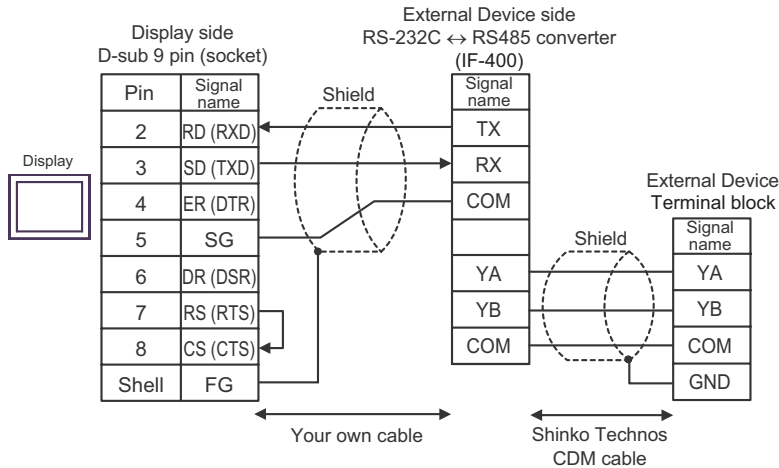 External Device side
Display side
RS-232C ↔ RS485 converter
D-sub 9 pin (socket)
(IF-400)
Pin Signal name
Shield
Signal name
2 RD (RXD)
TX
3 SD (TXD)
RX
Display
4 ER (DTR)
COM
External Device
Terminal block
5 SG
Shield
Signal name
6 DR (DSR)
YA
YA
7 RS (RTS)
YB
YB
8 CS (CTS)
COM
COM
Shell FG
GND
Your own cable
Shinko Technos
CDM cable